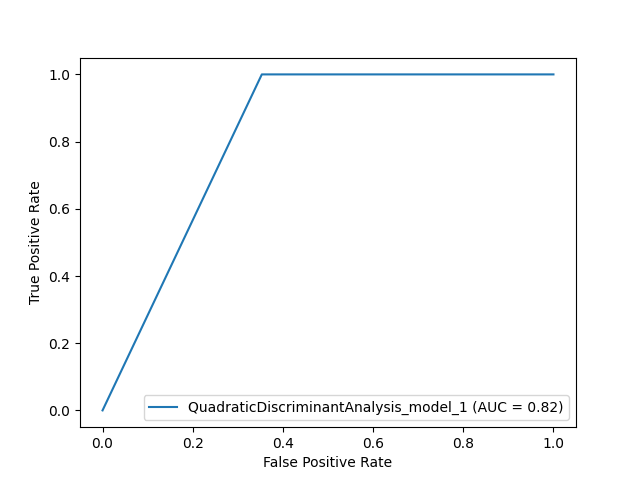 1.0
0.8
0.6
0.4
0.2
0.0
True Positive Rate
QuadraticDiscriminantAnalysis_model_1 (AUC = 0.82)
0.0 0.2 0.4 0.6 0.8 1.0
False Positive Rate